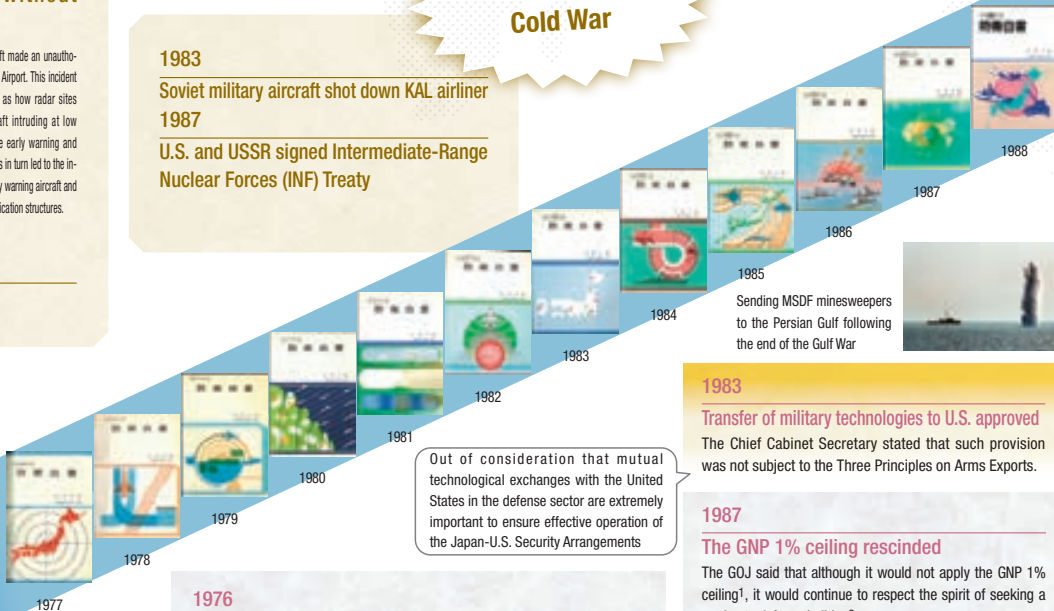 without
ft made an unautho-
Airport. This incident
as how radar sites
aft intruding at low
e early warning and
s in turn led to the in-
y warning aircraft and
ication structures.
Cold War
1983
Soviet military aircraft shot down KAL airliner
1987
U.S. and USSR signed Intermediate-Range
Nuclear Forces (INF) Treaty
1977
1978
1979
1980
1981
1982
1983
1984
1985
1986
1987
1988
Sending MSDF minesweepers
to the Persian Gulf following
the end of the Gulf War
Out of consideration that mutual
technological exchanges with the United
States in the defense sector are extremely
important to ensure effective operation of
the Japan-U.S. Security Arrangements
1983
Transfer of military technologies to U.S. approved
The Chief Cabinet Secretary stated that such provision
was not subject to the Three Principles on Arms Exports.
1987
The GNP 1% ceiling rescinded
The GOJ said that although it would not apply the GNP 1%
ceiling1, it would continue to respect the spirit of seeking a
1976